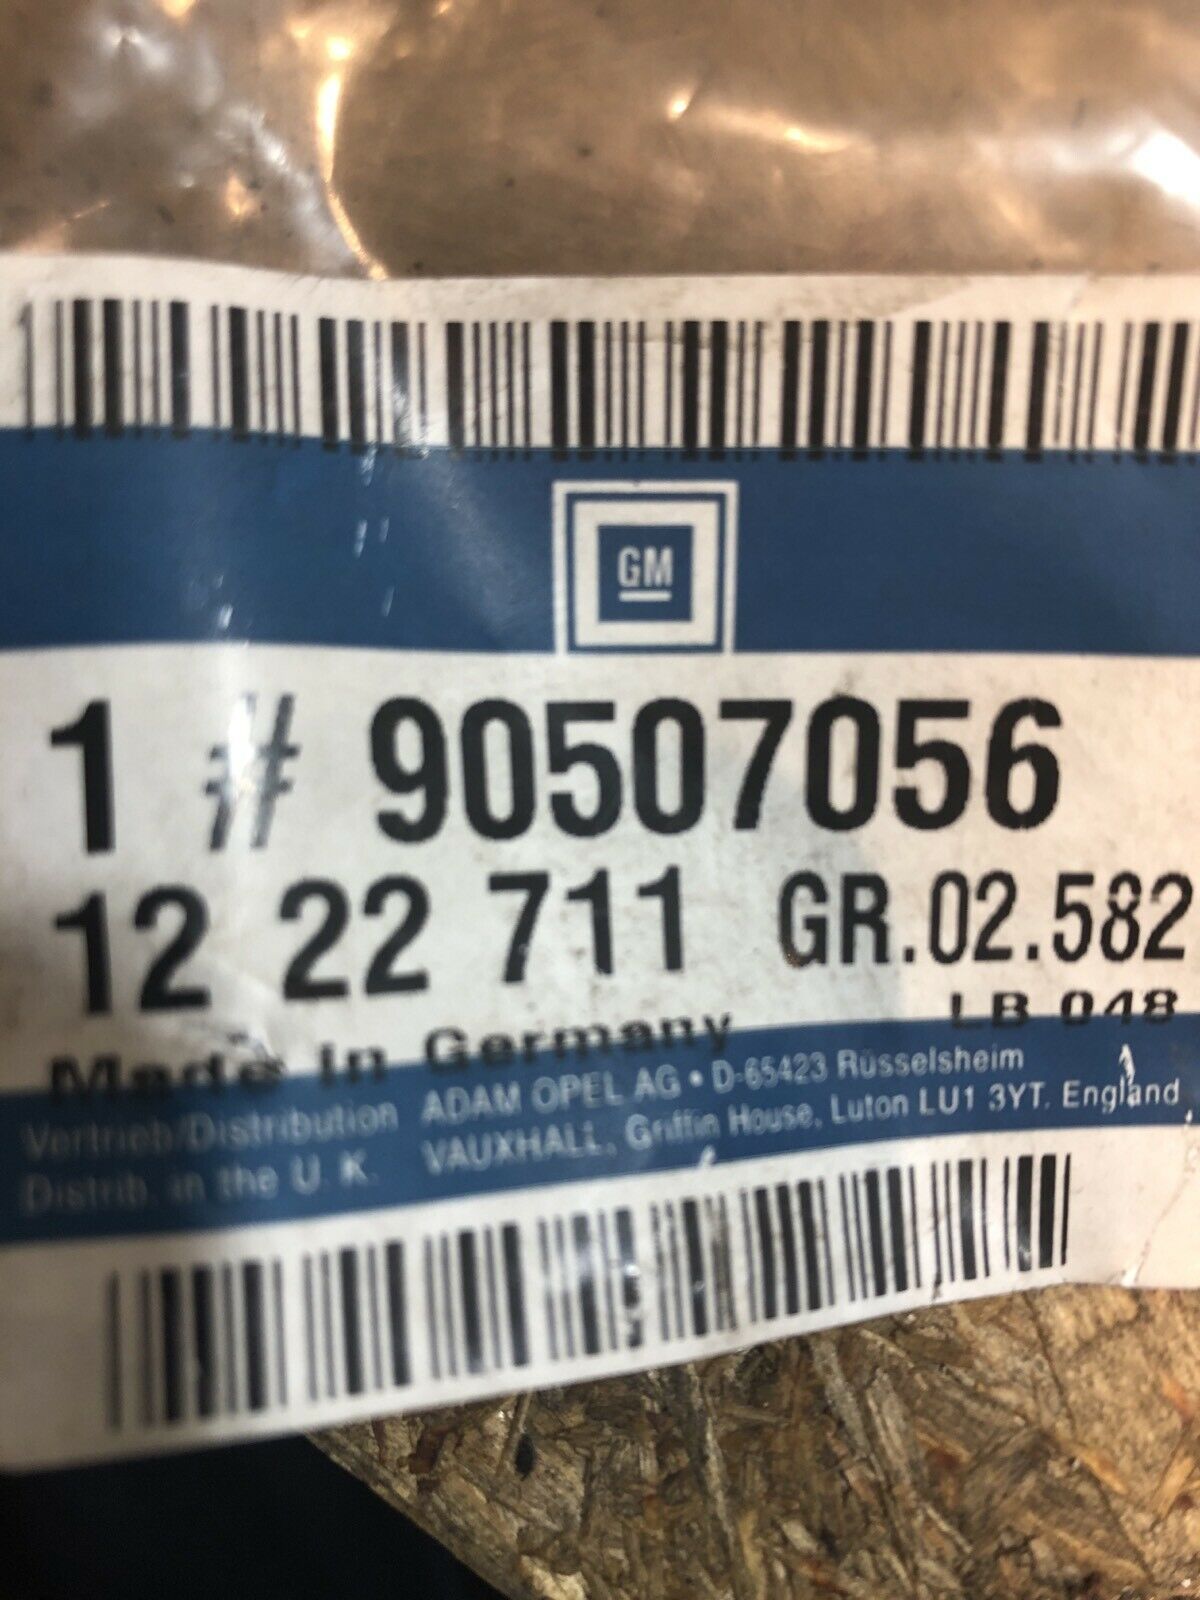 GM
1 # 90507056
12 22 711 GR.02.582
LB 048
Made in Germany
Vertrieb/Distribution ADAM OPEL AG • D-65423 Rüsselsheim
Distrib. in the U. K. VAUXHALL, Griffin House, Luton LU1 3YT. England